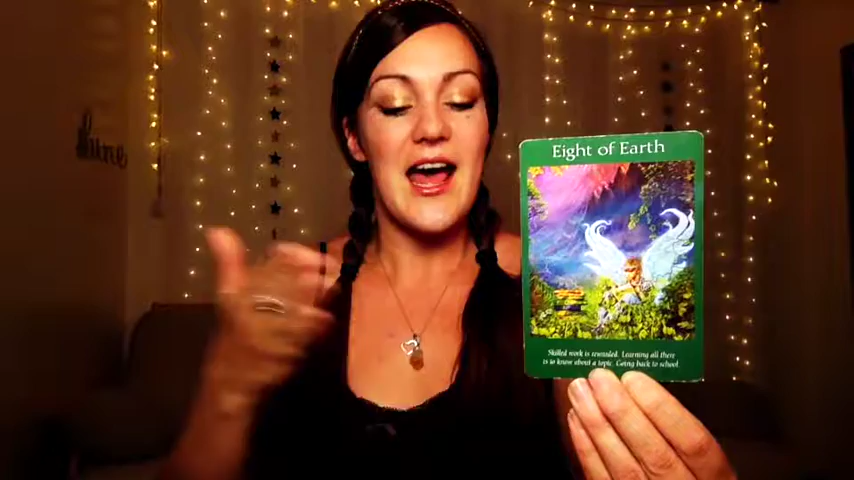 June
Eight of Earth
Skilled work is rewarded. Learning all there
is to know about a topic. Going back to school.